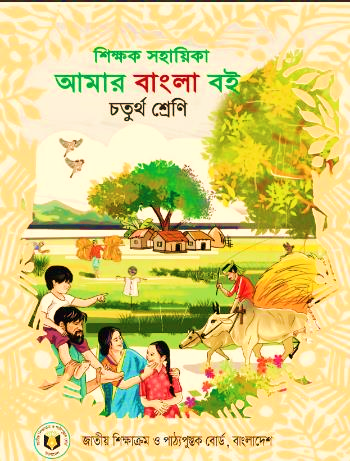 শিক্ষক সহায়িকা
আমার বাংলা বই
চতুর্থ শ্রেণি
জাতীয় শিক্ষাক্রম ও পাঠ্যপুস্তক বোর্ড, বাংলাদেশ